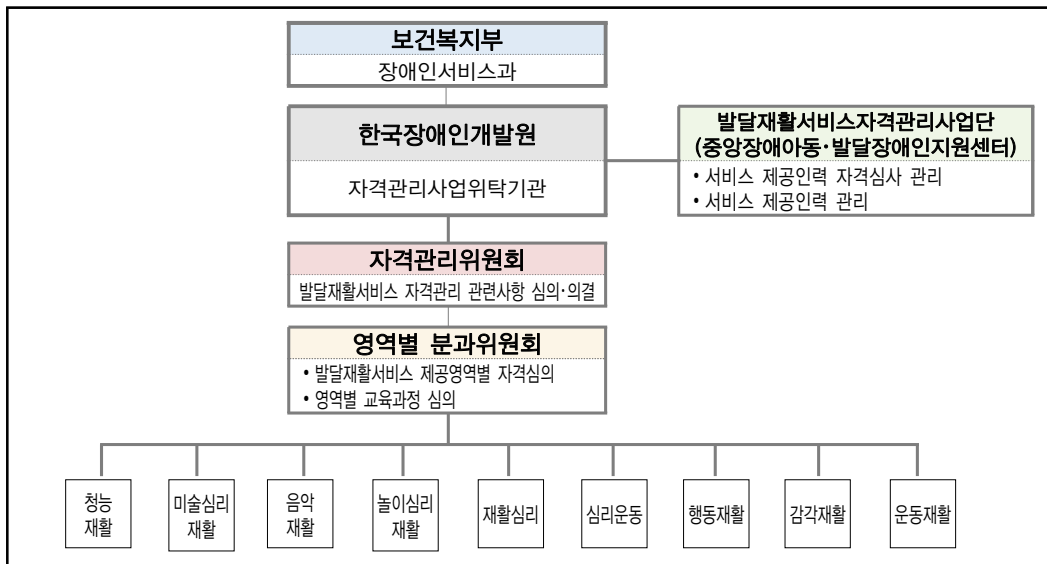 보건복지부
장애인서비스과
한국장애인개발원
자격관리사업위탁기관
발달재활서비스자격관리사업단
(중앙장애아동·발달장애인지원센터)
• 서비스 제공인력 자격심사 관리
• 서비스 제공인력 관리
자격관리위원회
발달재활서비스 자격관리 관련사항 심의·의결
영역별 분과위원회
• 발달재활서비스 제공영역별 자격심의
• 영역별 교육과정 심의
청능
재활
미술심리
재활
음악
재활
놀이심리
재활
재활심리
심리운동
행동재활
감각재활
운동재활